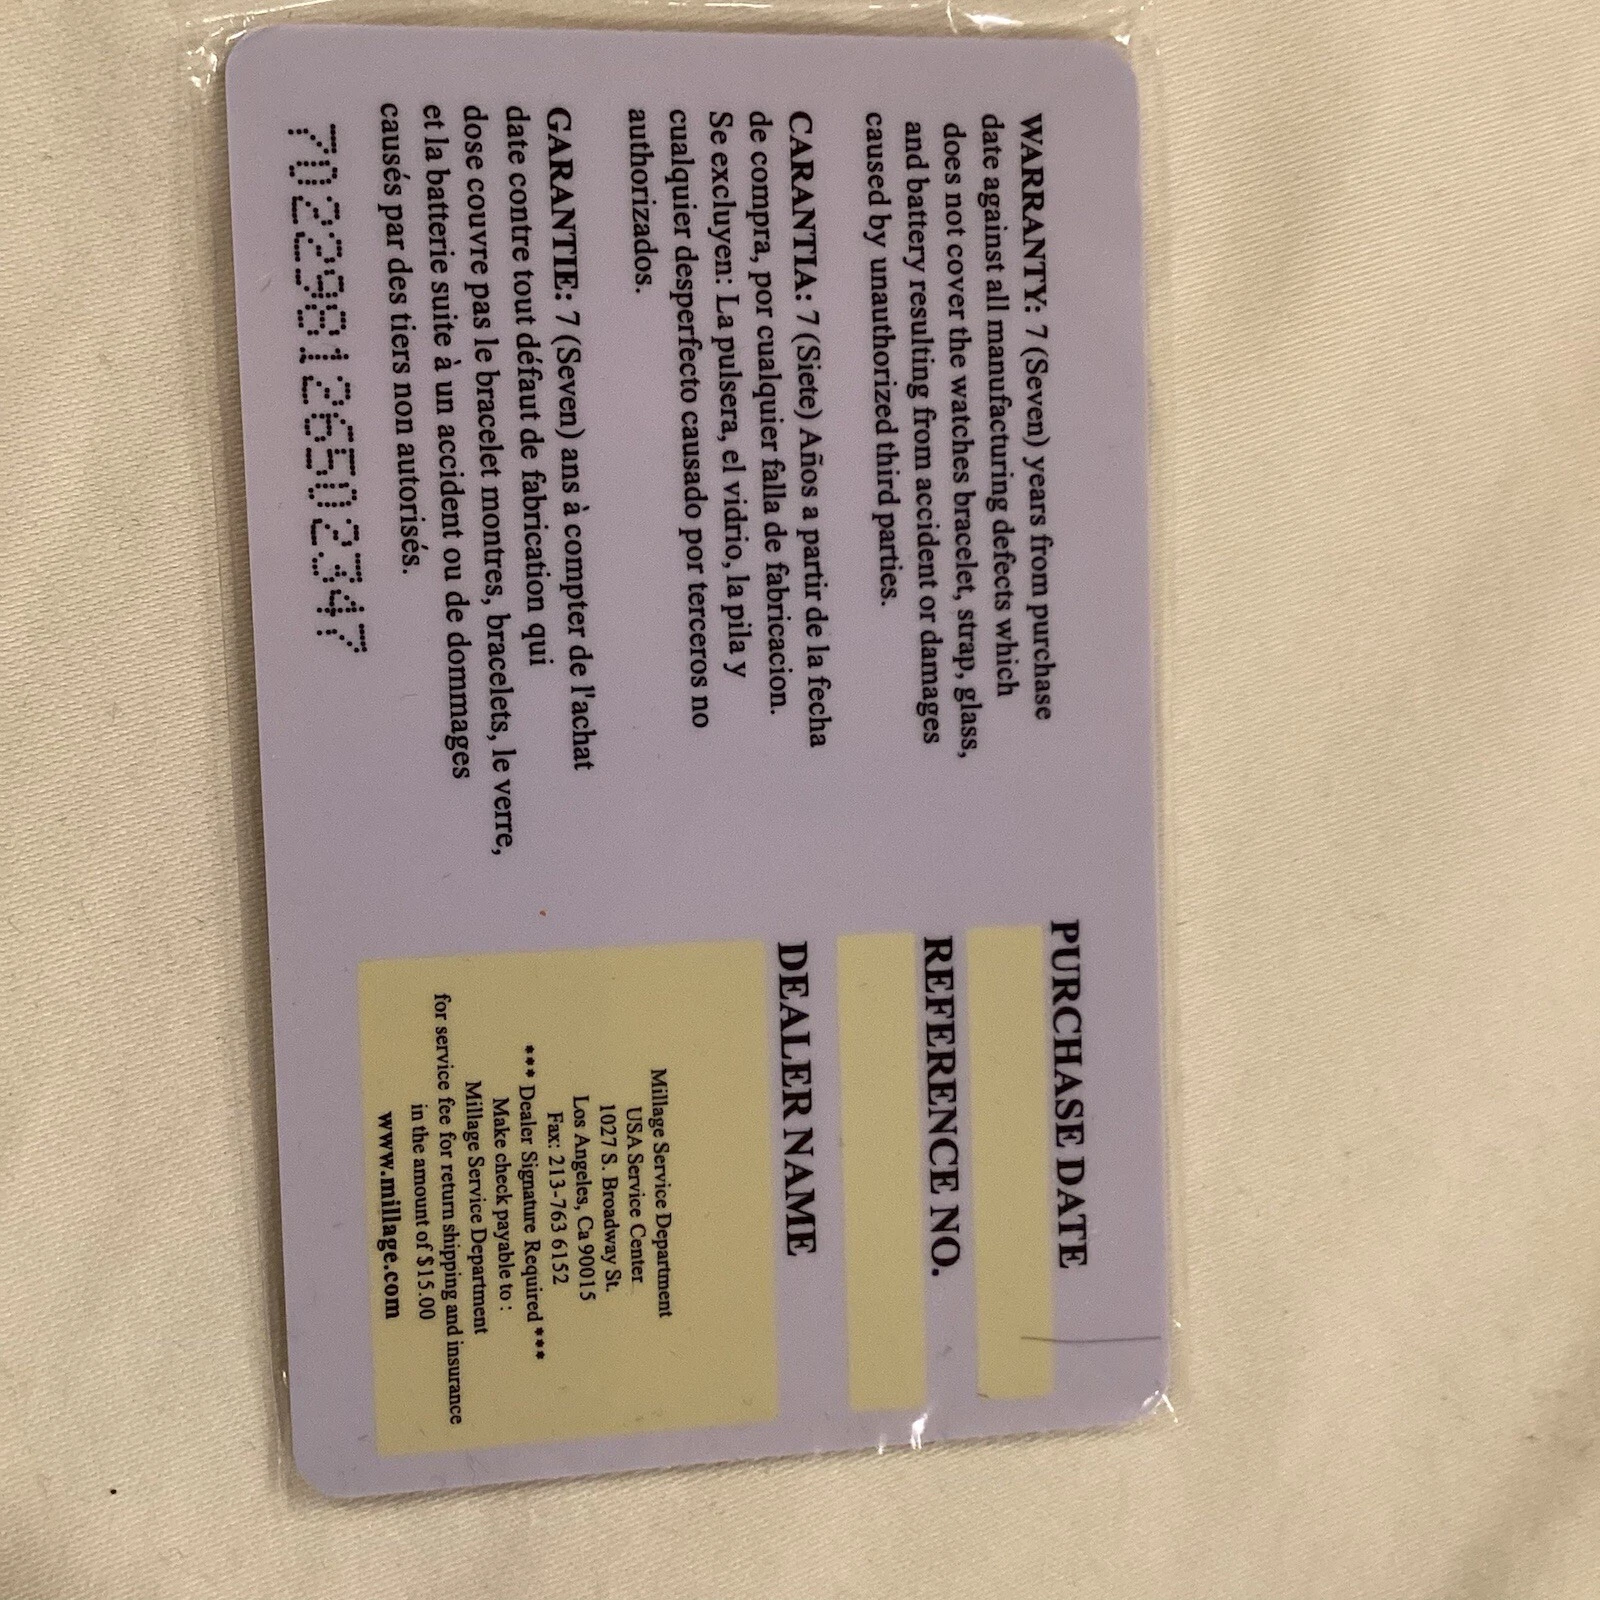 WARRANTY: 7 (Seven) years from purchase
date against all manufacturing defects which
does not cover the watches bracelet, strap, glass,
and battery resulting from accident or damages
caused by unauthorized third parties.
CARANTIA: 7 (Siete) Años a partir de la fecha
de compra, por cualquier falla de fabricacion.
Se excluyen: La pulsera, el vidrio, la pila y
cualquier desperfecto causado por terceros no
authorizados.
GARANTIE: 7 (Seven) ans à compter de l'achat
date contre tout défaut de fabrication qui
dose couvre pas le bracelet montres, bracelets, le verre,
et la batterie suite à un accident ou de dommages
causés par des tiers non autorisés.
702298126502347
PURCHASE DATE
REFERENCE NO.
DEALER NAME
Millage Service Department
USA Service Center
1027 S. Broadway St.
Los Angeles, Ca 90015
Fax: 213-763 6152
*** Dealer Signature Required ***
Make check payable to :
Millage Service Department
for service fee for return shipping and insurance
in the amount of $15.00
www.millage.com